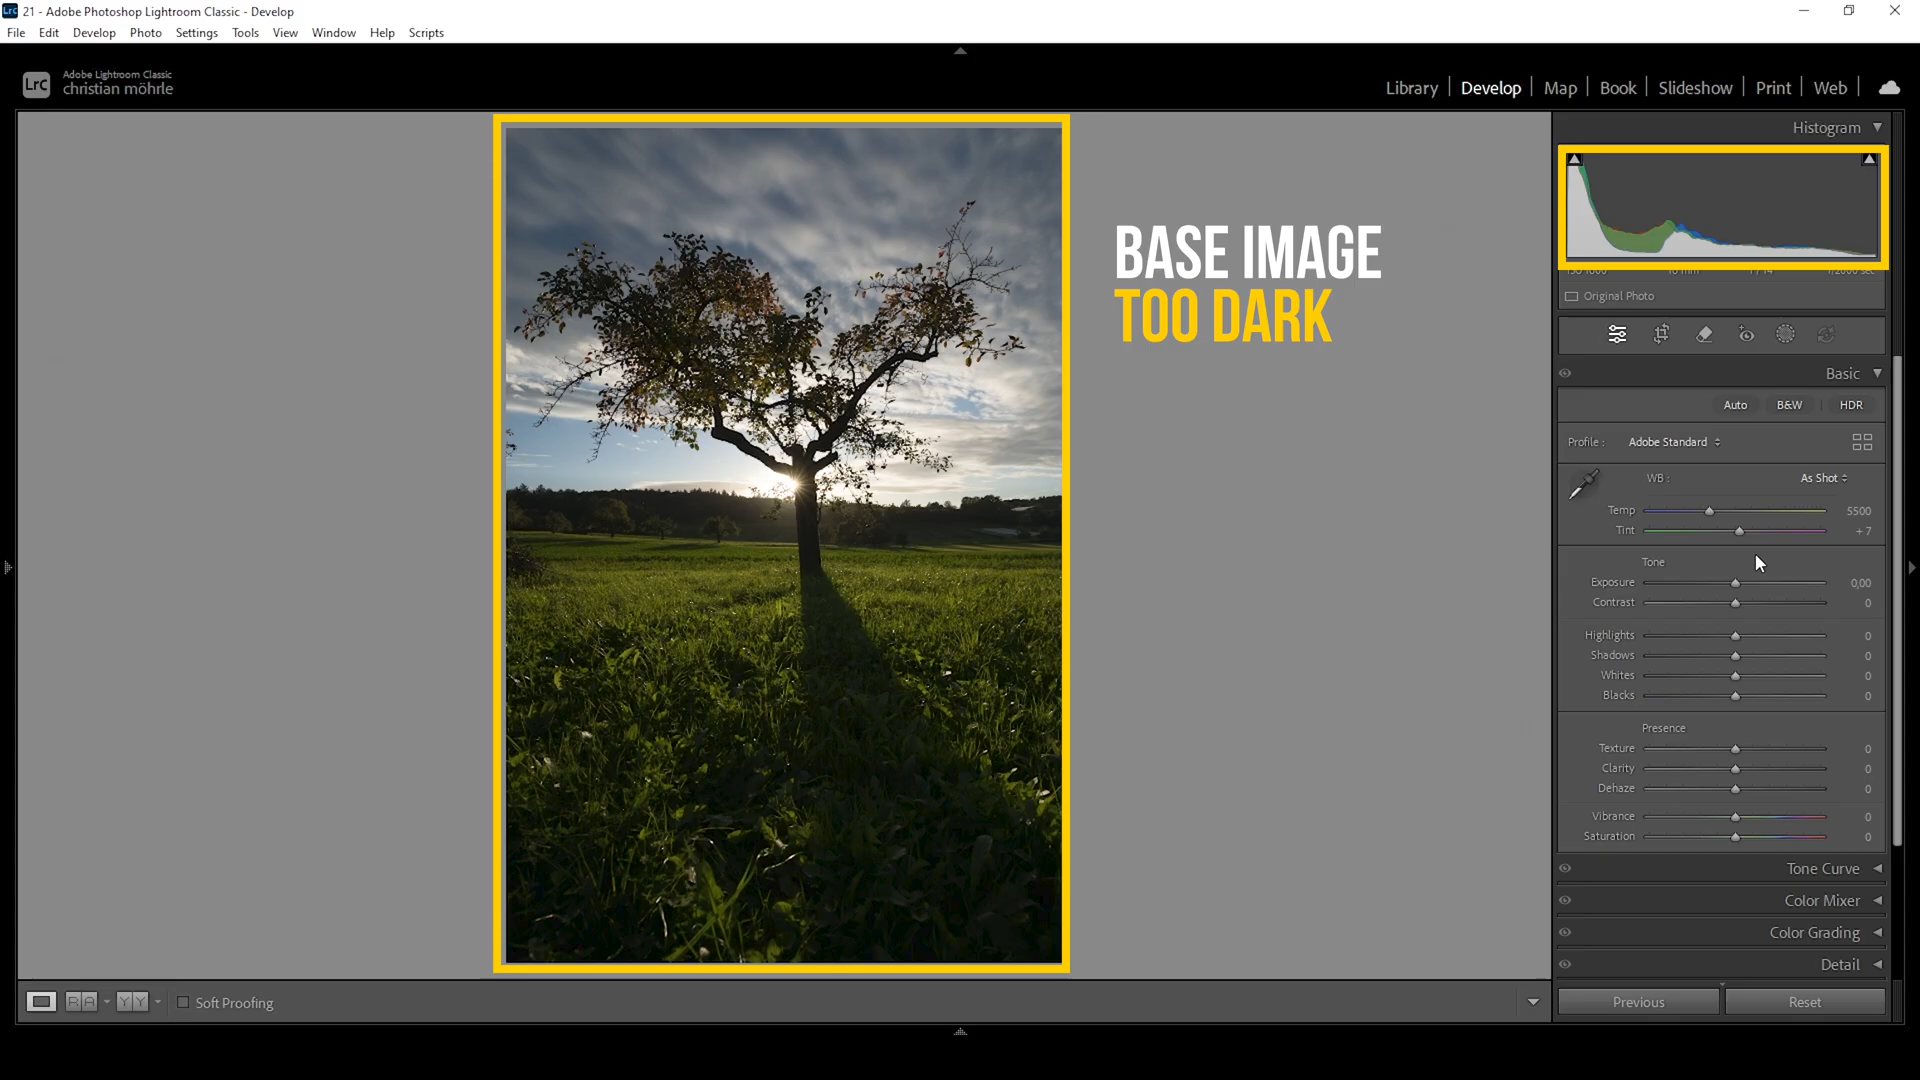 21 - Adobe Photoshop Lightroom Classic - Develop
File Edit Develop Photo Settings Tools View Window Help Scripts
LrC
Adobe Lightroom Classic
christian möhrle
Library Develop Map Book Slideshow Print Web
Histogram
BASE IMAGE
TOO DARK
Original Photo
Basic
Auto B&W HDR
Profile : Adobe Standard
WB : As Shot
Temp 5500
Tint + 7
Tone
Exposure 0,00
Contrast 0
Highlights 0
Shadows 0
Whites 0
Blacks 0
Presence
Texture 0
Clarity 0
Dehaze 0
Vibrance 0
Saturation 0
Tone Curve
Color Mixer
Color Grading
Detail
RA YY Soft Proofing
Previous Reset